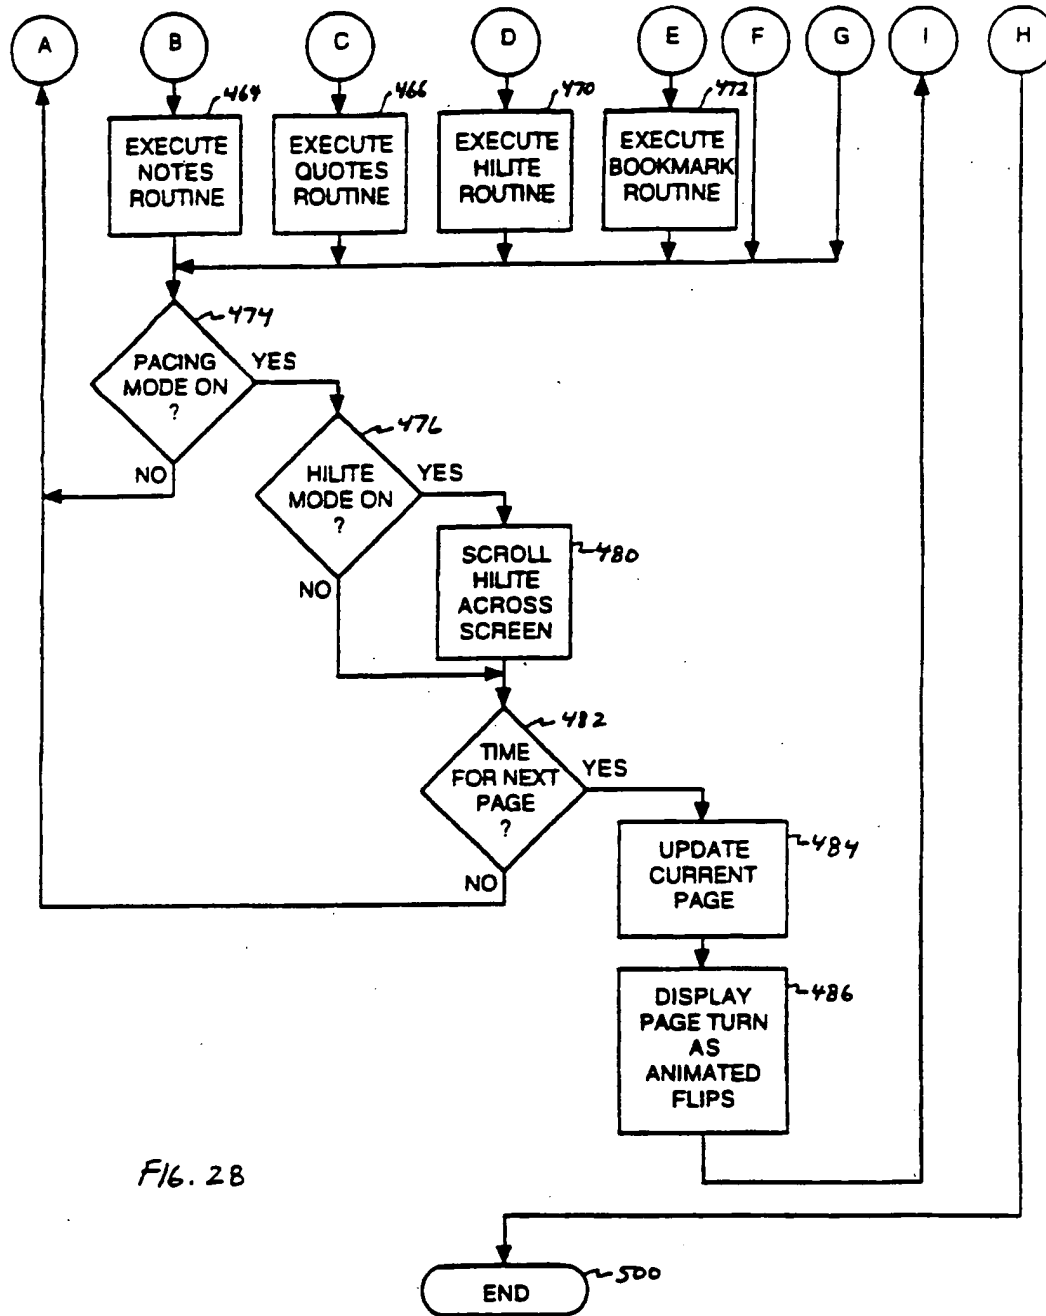 A B C D E F G I H
464 466 470 472
EXECUTE
NOTES
ROUTINE
EXECUTE
QUOTES
ROUTINE
EXECUTE
HILITE
ROUTINE
EXECUTE
BOOKMARK
ROUTINE
474
PACING
MODE ON
?
YES
NO
476
HILITE
MODE ON
?
YES
NO
480
SCROLL
HILITE
ACROSS
SCREEN
482
TIME
FOR NEXT
PAGE
?
YES
NO
484
UPDATE
CURRENT
PAGE
486
DISPLAY
PAGE TURN
AS
ANIMATED
FLIPS
FIG. 28
500
END